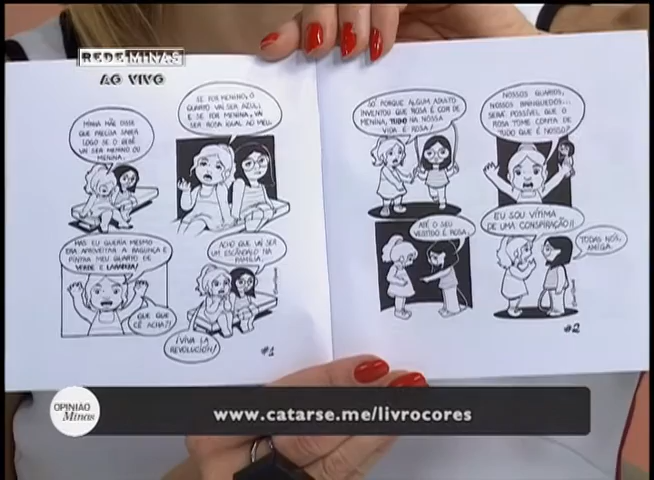 REDE MINAS
AO VIVO
MINHA MÃE DISSE
QUE PRECISA SABER
LOGO SE O BEBÊ
VAI SER MENINO OU
MENINA.
SE FOR MENINO, O
QUARTO VAI SER AZUL;
E SE FOR MENINA, VAI
SER ROSA IGUAL AO MEU.
MAS EU QUERIA MESMO
ERA APROVEITAR A BAGUNÇA E
PINTAR MEU QUARTO DE
VERDE E LARANJA!
QUE QUE
CÊ ACHA?!
ACHO QUE VAI SER
UM ESCÂNDALO NA
FAMÍLIA.
¡VIVA LA
REVOLUCIÓN!
#1
SÓ PORQUE ALGUM ADULTO
INVENTOU QUE ROSA É COR DE
MENINA, TUDO NA NOSSA
VIDA É ROSA!
NOSSOS QUARTOS,
NOSSOS BRINQUEDOS...
SERÁ POSSÍVEL QUE O
ROSA TOME CONTA DE
TUDO QUE É NOSSO?
ATÉ O SEU
VESTIDO É ROSA.
EU SOU VÍTIMA
DE UMA CONSPIRAÇÃO!!
TODAS NÓS,
AMIGA.
#2
OPINIÃO
Minas
www.catarse.me/livrocores